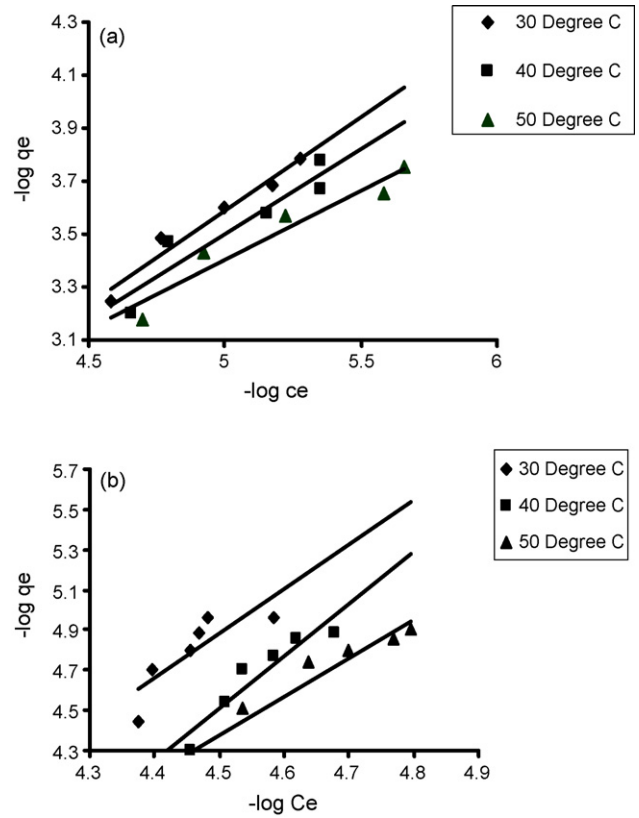 (a)
4.3
4.1
3.9
3.7
3.5
3.3
3.1
4.5 5 5.5 6
-log qe
-log ce
30 Degree C
40 Degree C
50 Degree C
(b)
5.7
5.5
5.3
5.1
4.9
4.7
4.5
4.3
4.3 4.4 4.5 4.6 4.7 4.8 4.9
-log qe
-log Ce
30 Degree C
40 Degree C
50 Degree C